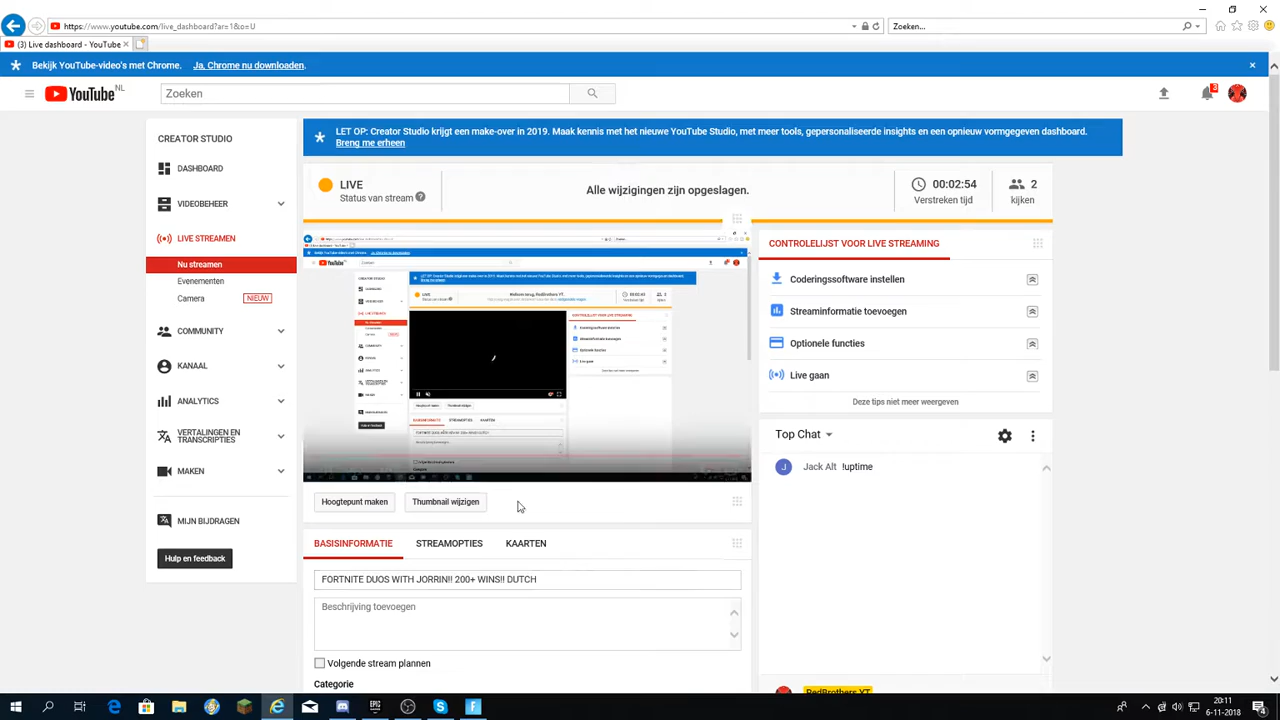 https://www.youtube.com/live_dashboard?ar=1&o=U
Zoeken...
(3) Live dashboard - YouTube
Bekijk YouTube-video's met Chrome. Ja, Chrome nu downloaden.
YouTube NL
Zoeken
3
CREATOR STUDIO
DASHBOARD
VIDEOBEHEER
LIVE STREAMEN
Nu streamen
Evenementen
Camera NIEUW
COMMUNITY
KANAAL
ANALYTICS
VERTALINGEN EN
TRANSCRIPTIES
MAKEN
MIJN BIJDRAGEN
Hulp en feedback
LET OP: Creator Studio krijgt een make-over in 2019. Maak kennis met het nieuwe YouTube Studio, met meer tools, gepersonaliseerde insights en een opnieuw vormgegeven dashboard.
Breng me erheen
LIVE
Status van stream ?
Alle wijzigingen zijn opgeslagen.
00:02:54
Verstreken tijd
2
kijken
Hoogtepunt maken
Thumbnail wijzigen
BASISINFORMATIE
STREAMOPTIES
KAARTEN
FORTNITE DUOS WITH JORRIN!! 200+ WINS!! DUTCH
Beschrijving toevoegen
Volgende stream plannen
Categorie
CONTROLELIJST VOOR LIVE STREAMING
Coderingssoftware instellen
Streaminformatie toevoegen
Optionele functies
Live gaan
Deze tips niet meer weergeven
Top Chat
J Jack Alt !uptime
RedBrothers YT
20:11
6-11-2018